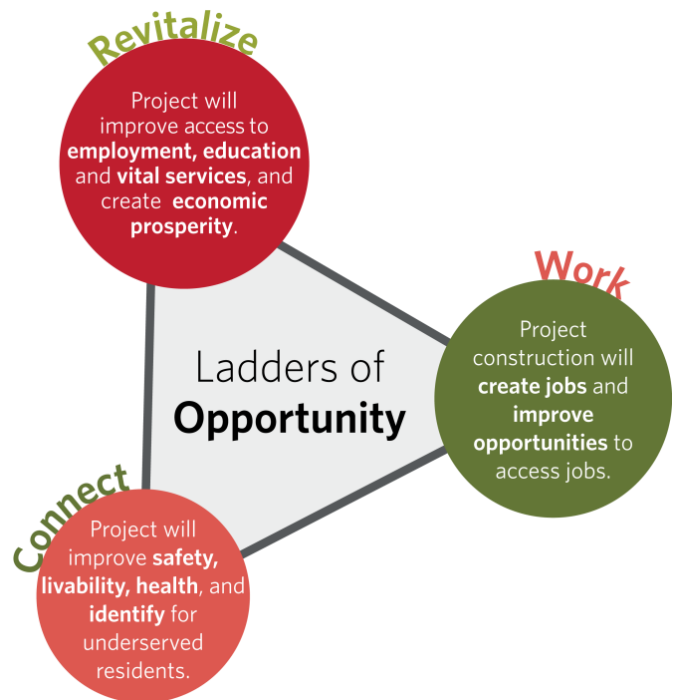 Revitalize
Project will
improve access to
employment, education
and vital services, and
create economic
prosperity.
Work
Project
construction will
create jobs and
improve
opportunities to
access jobs.
Ladders of
Opportunity
Connect
Project will
improve safety,
livability, health, and
identify for
underserved
residents.